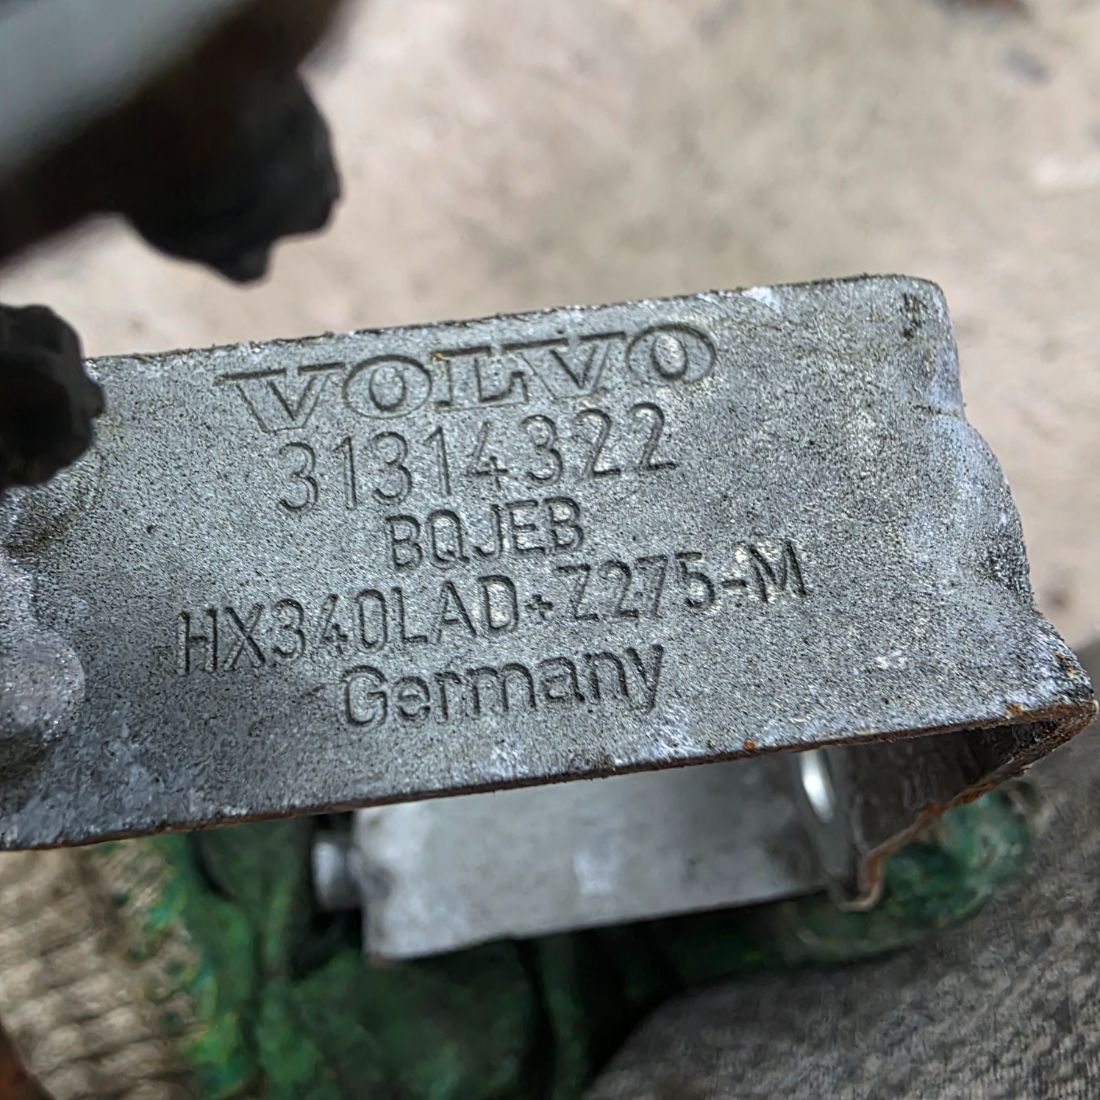 VOLVO
31314322
BQJEB
HX340LAD+Z275-M
Germany